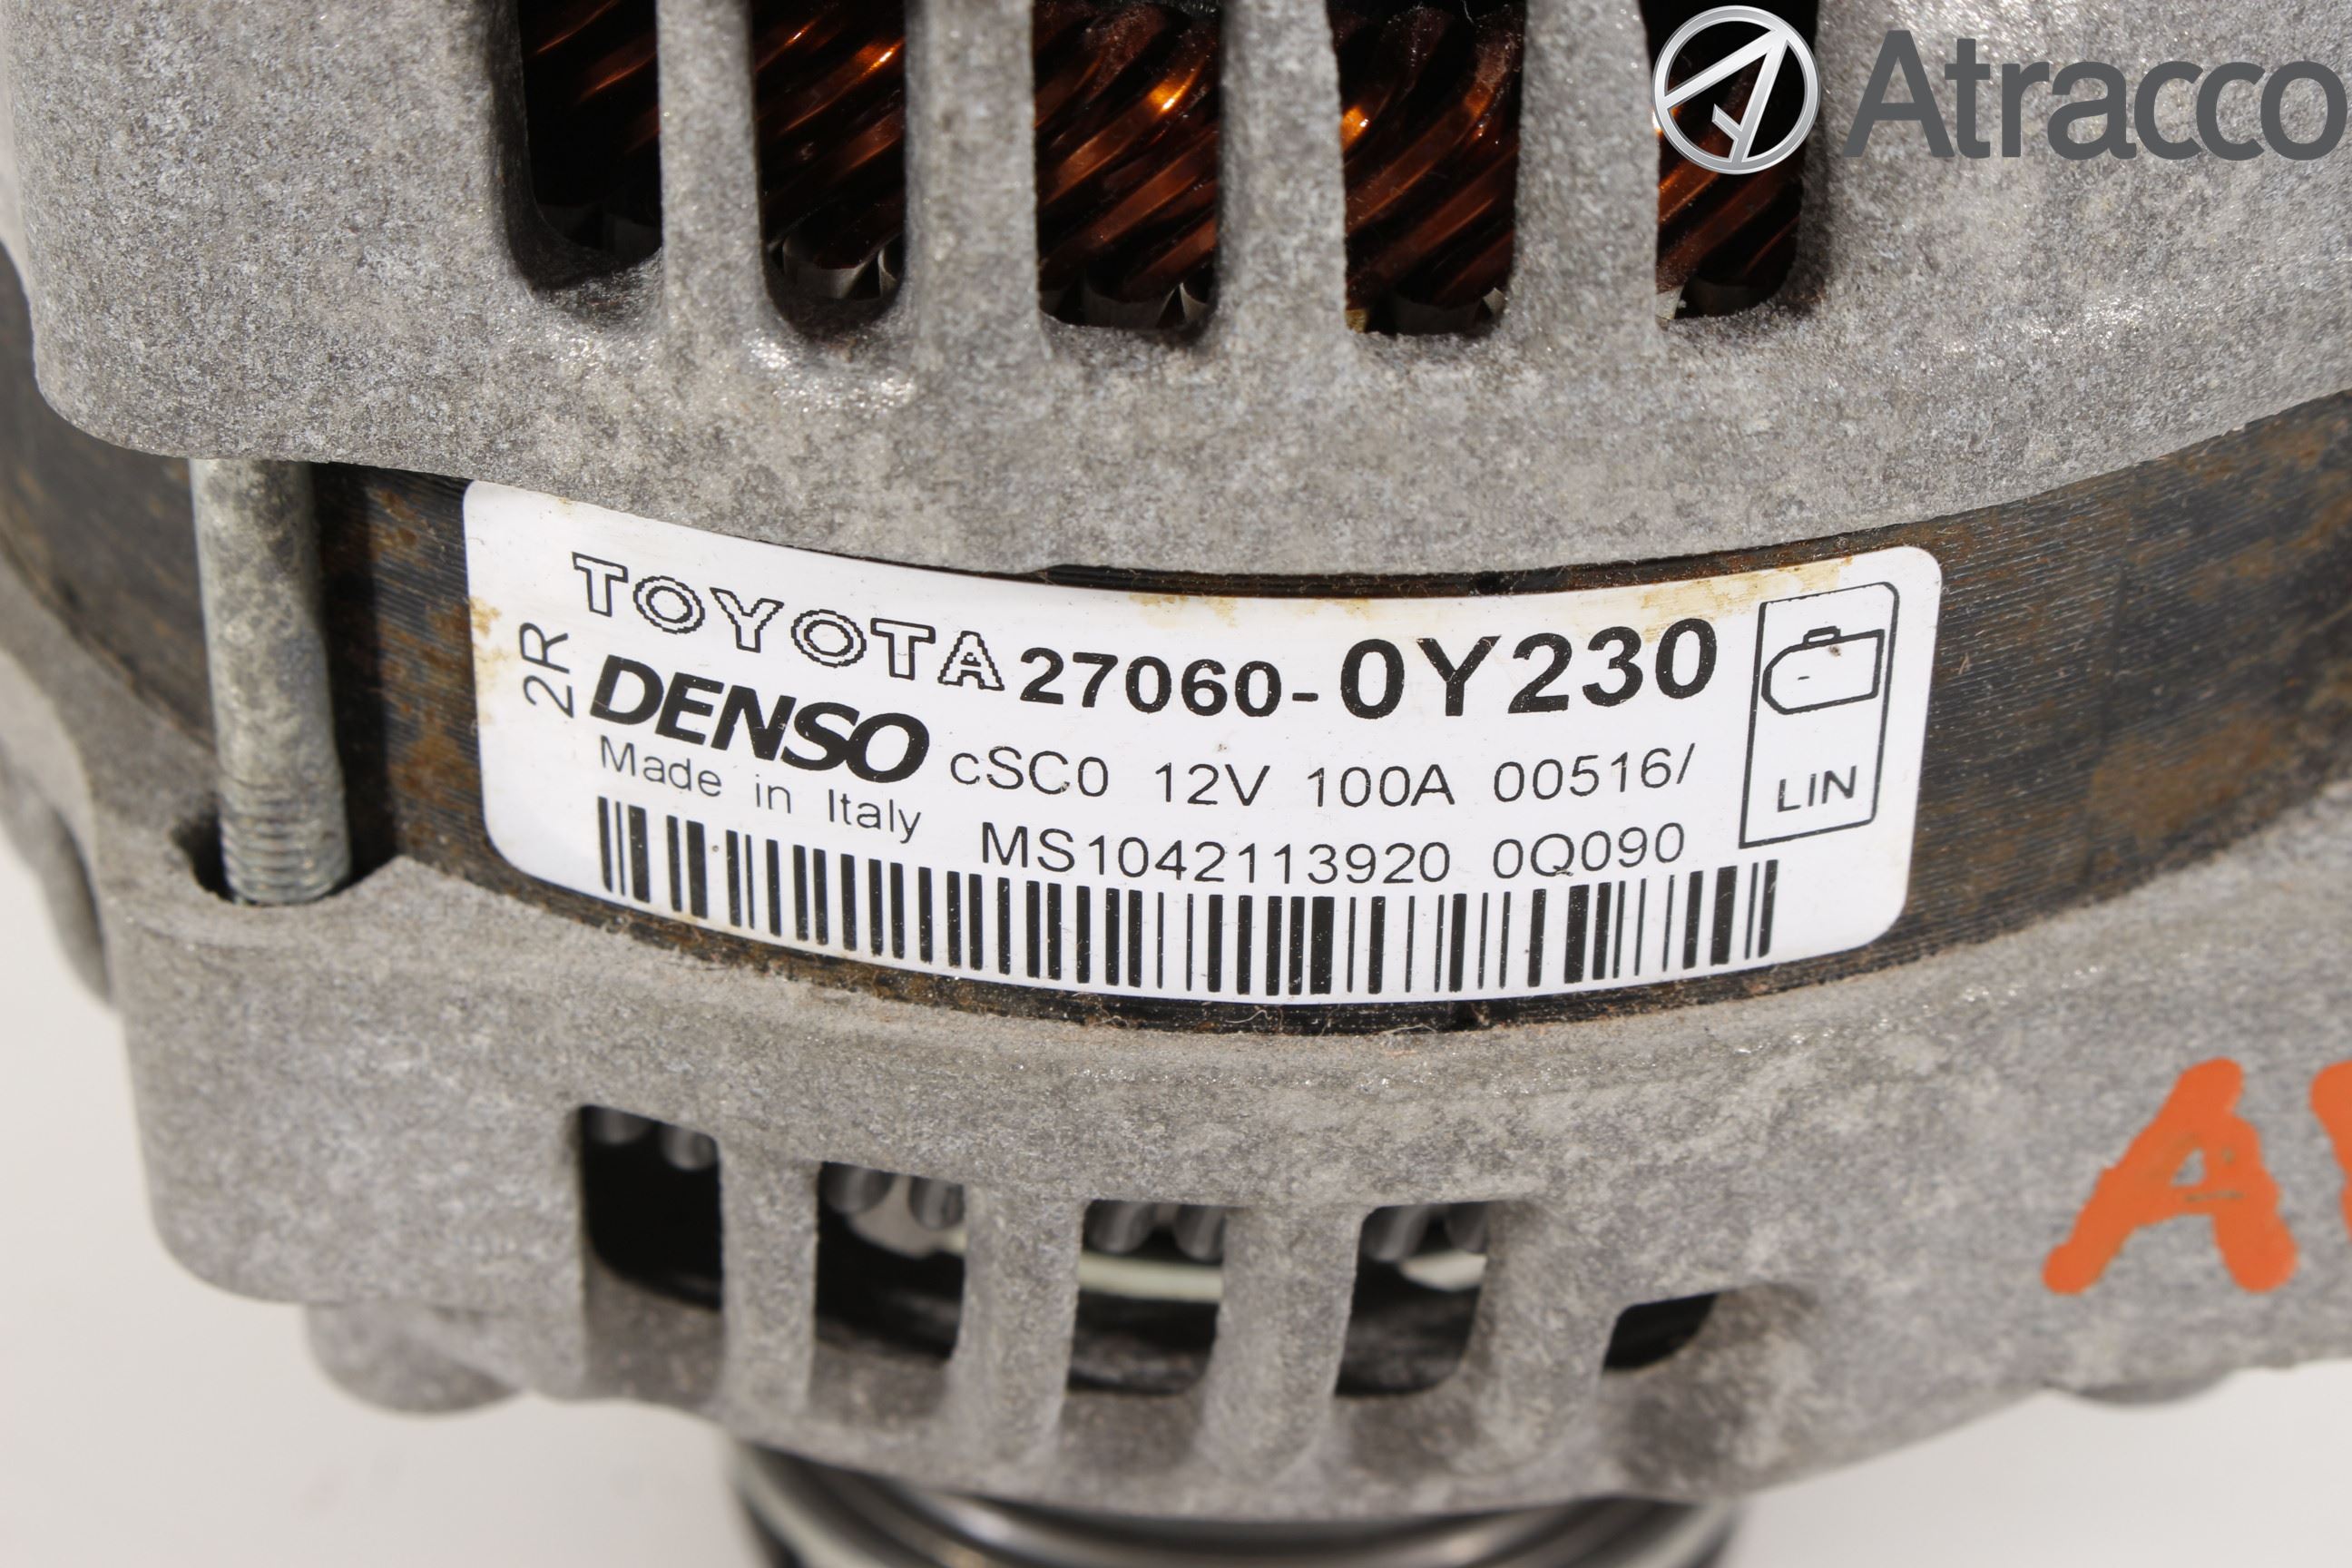 Atracco
TOYOTA 27060-0Y230
2R
DENSO cSC0 12V 100A 00516/
Made in Italy MS1042113920 0Q090
LIN
A